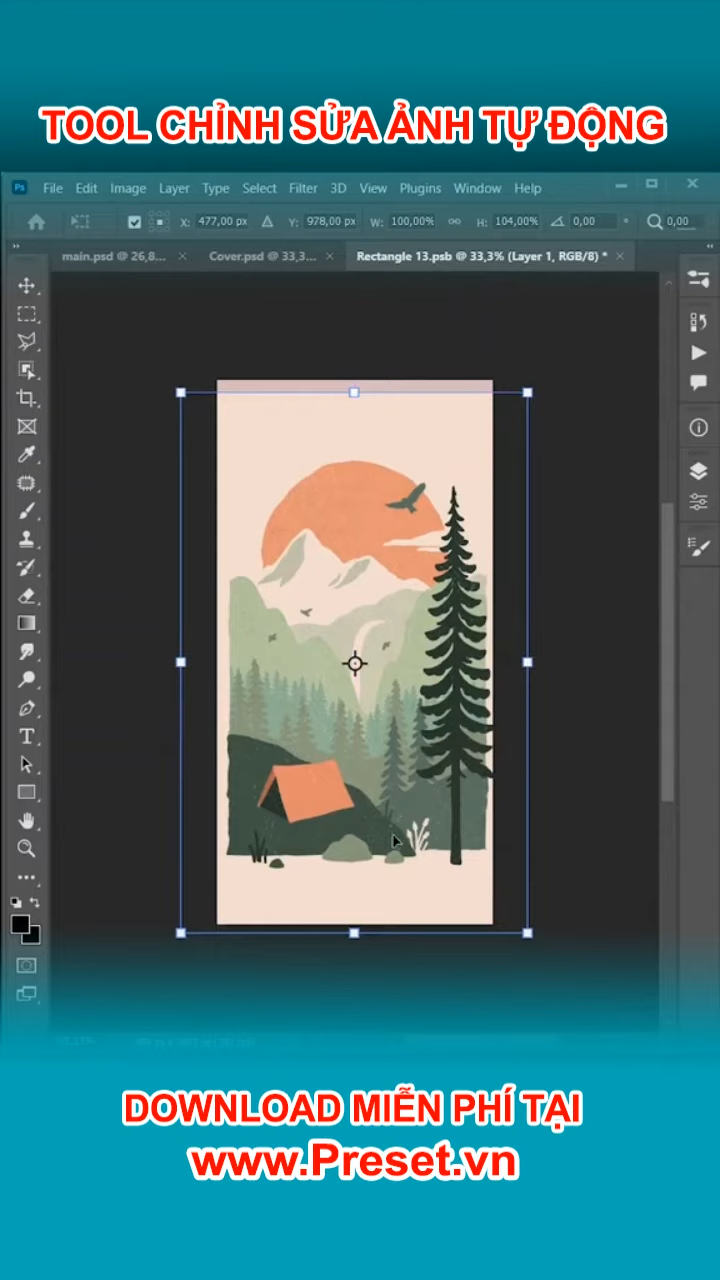 TOOL CHỈNH SỬA ẢNH TỰ ĐỘNG
Ps File Edit Image Layer Type Select Filter 3D View Plugins Window Help
X: 477,00 px Y: 978,00 px W: 100,00% H: 104,00% 0,00 ° 0,00
main.psd @ 26,8... × Cover.psd @ 33,3... × Rectangle 13.psb @ 33,3% (Layer 1, RGB/8) * ×
DOWNLOAD MIỄN PHÍ TẠI
www.Preset.vn